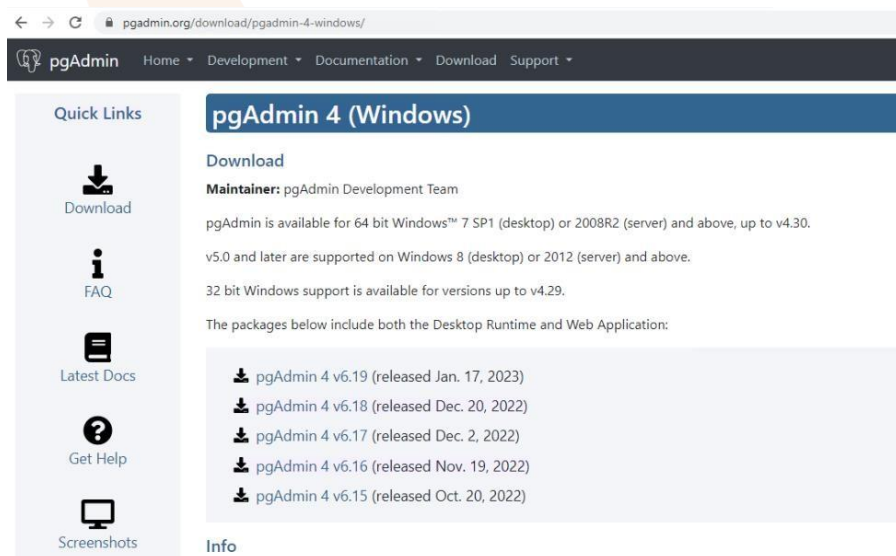 pgadmin.org/download/pgadmin-4-windows/
pgAdmin Home Development Documentation Download Support
Quick Links
Download
FAQ
Latest Docs
Get Help
Screenshots
pgAdmin 4 (Windows)
Download
Maintainer: pgAdmin Development Team
pgAdmin is available for 64 bit Windows™ 7 SP1 (desktop) or 2008R2 (server) and above, up to v4.30.
v5.0 and later are supported on Windows 8 (desktop) or 2012 (server) and above.
32 bit Windows support is available for versions up to v4.29.
The packages below include both the Desktop Runtime and Web Application:
pgAdmin 4 v6.19 (released Jan. 17, 2023)
pgAdmin 4 v6.18 (released Dec. 20, 2022)
pgAdmin 4 v6.17 (released Dec. 2, 2022)
pgAdmin 4 v6.16 (released Nov. 19, 2022)
pgAdmin 4 v6.15 (released Oct. 20, 2022)
Info